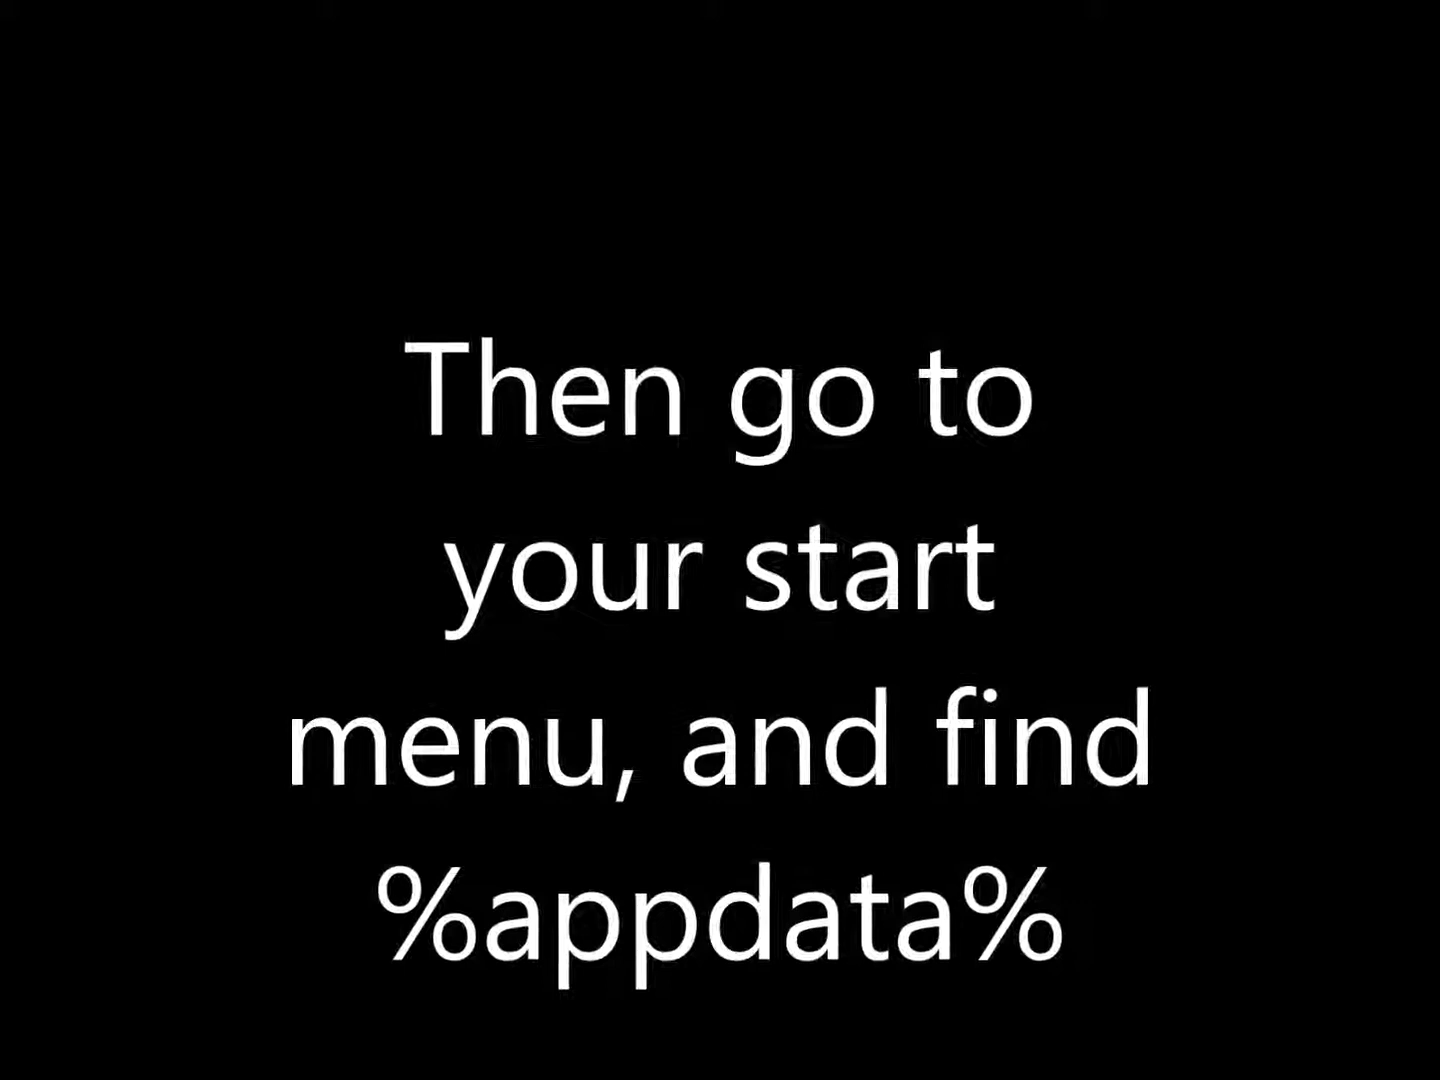 Then go to
your start
menu, and find
%appdata%